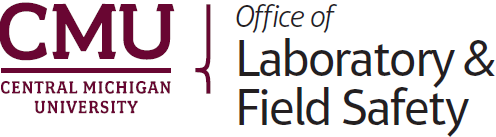 CMU
CENTRAL MICHIGAN
UNIVERSITY
Office of
Laboratory &
Field Safety